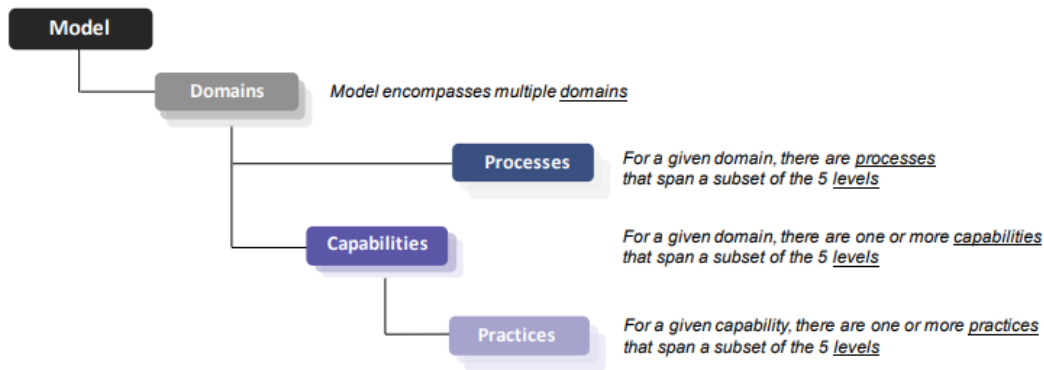 Model
Domains
Model encompasses multiple domains
Processes
For a given domain, there are processes
that span a subset of the 5 levels
Capabilities
For a given domain, there are one or more capabilities
that span a subset of the 5 levels
Practices
For a given capability, there are one or more practices
that span a subset of the 5 levels